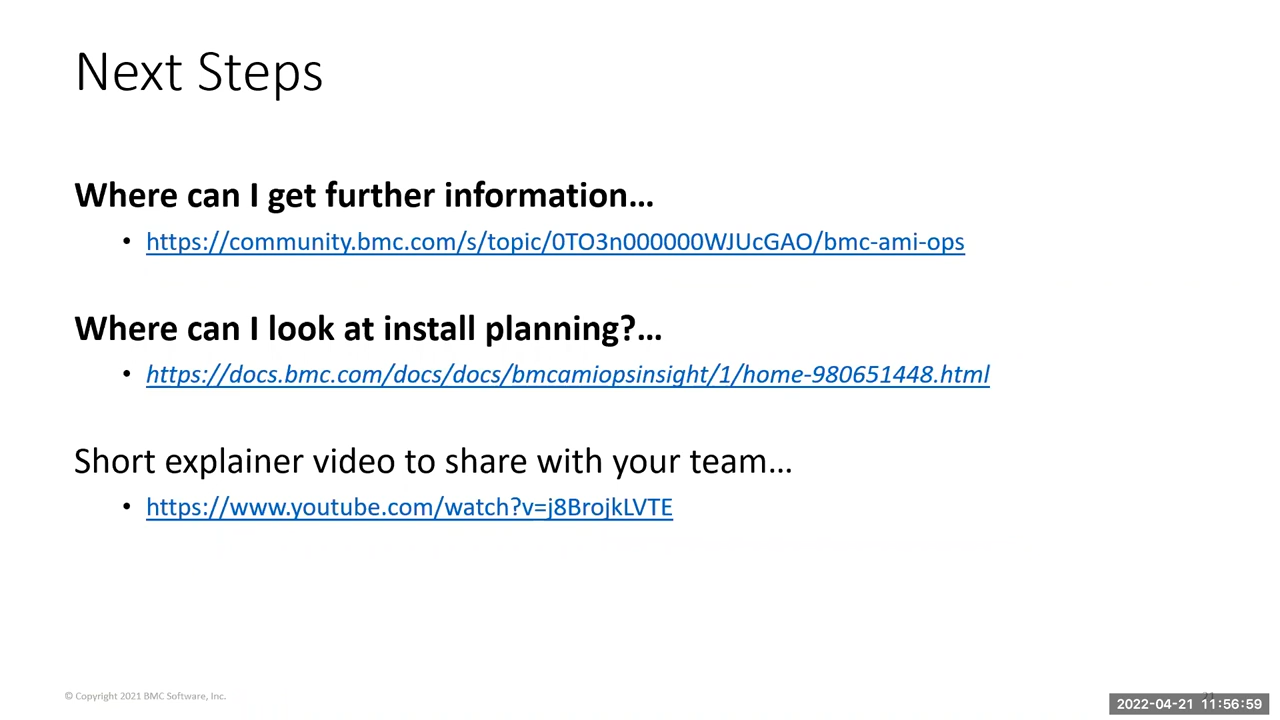 Next Steps
Where can I get further information…
• https://community.bmc.com/s/topic/0TO3n000000WJUcGAO/bmc-ami-ops
Where can I look at install planning?…
• https://docs.bmc.com/docs/docs/bmcamiopsinsight/1/home-980651448.html
Short explainer video to share with your team…
• https://www.youtube.com/watch?v=j8BrojkLVTE
© Copyright 2021 BMC Software, Inc.
2022-04-21 11:56:59